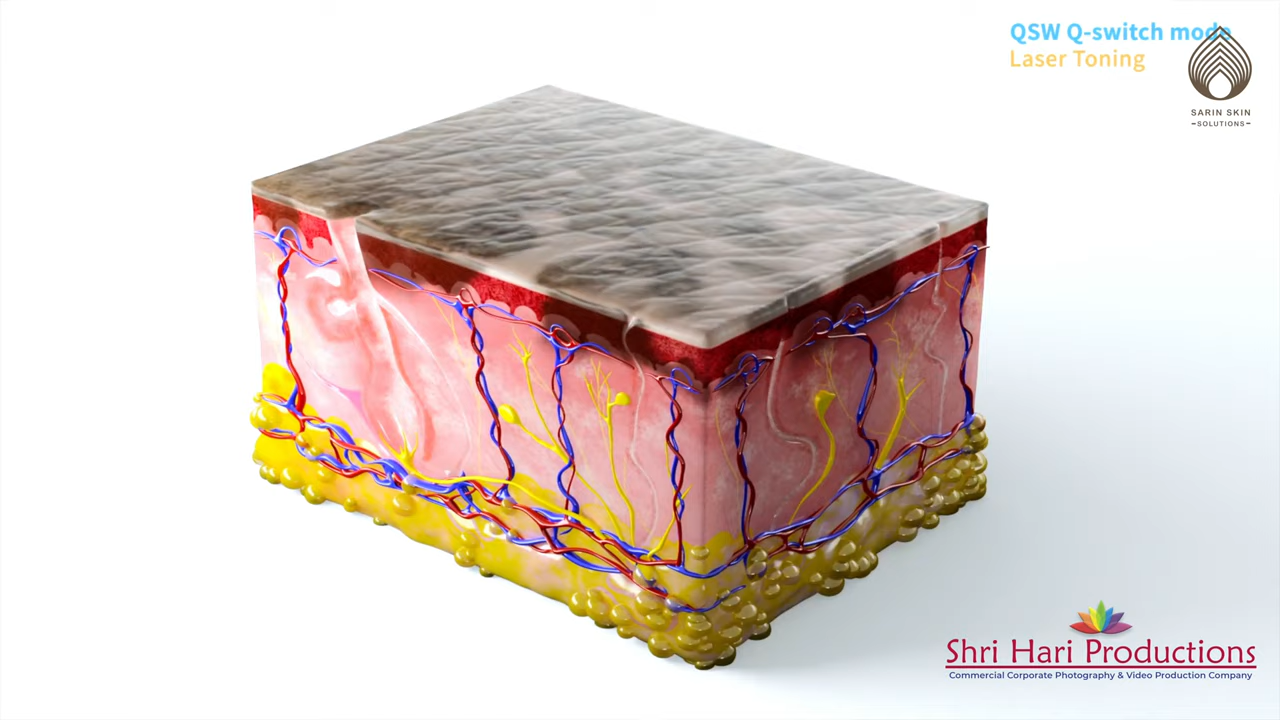 QSW Q-switch mode
Laser Toning
SARIN SKIN
SOLUTIONS
Shri Hari Productions
Commercial Corporate Photography & Video Production Company